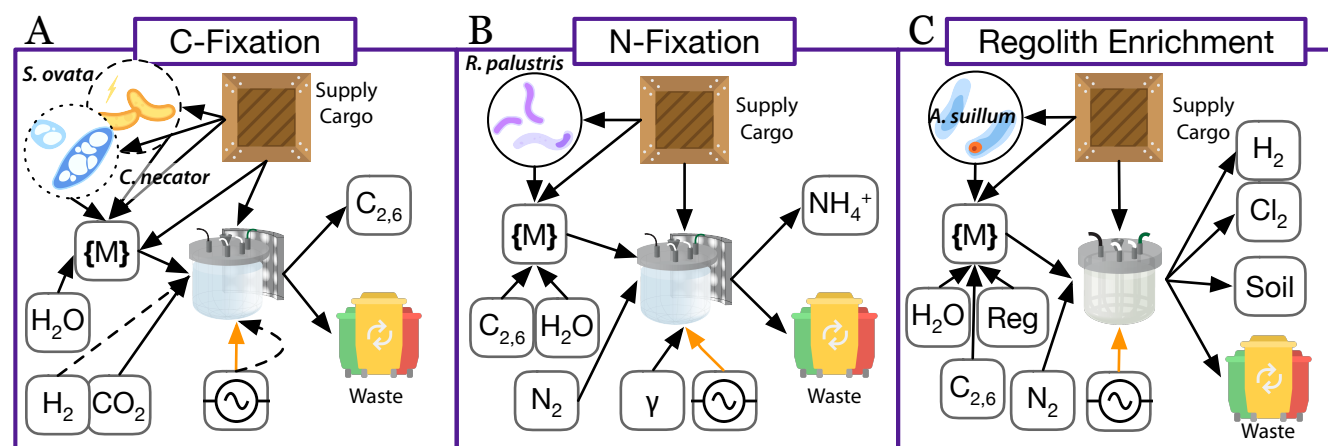 A
C-Fixation
S. ovata
Supply
Cargo
C. necator
C₂,₆
{M}
H₂O
H₂
CO₂
Waste
B
N-Fixation
R. palustris
Supply
Cargo
NH₄⁺
{M}
C₂,₆
H₂O
N₂
γ
Waste
C
Regolith Enrichment
A. suillum
Supply
Cargo
H₂
Cl₂
{M}
Soil
H₂O
Reg
C₂,₆
N₂
Waste